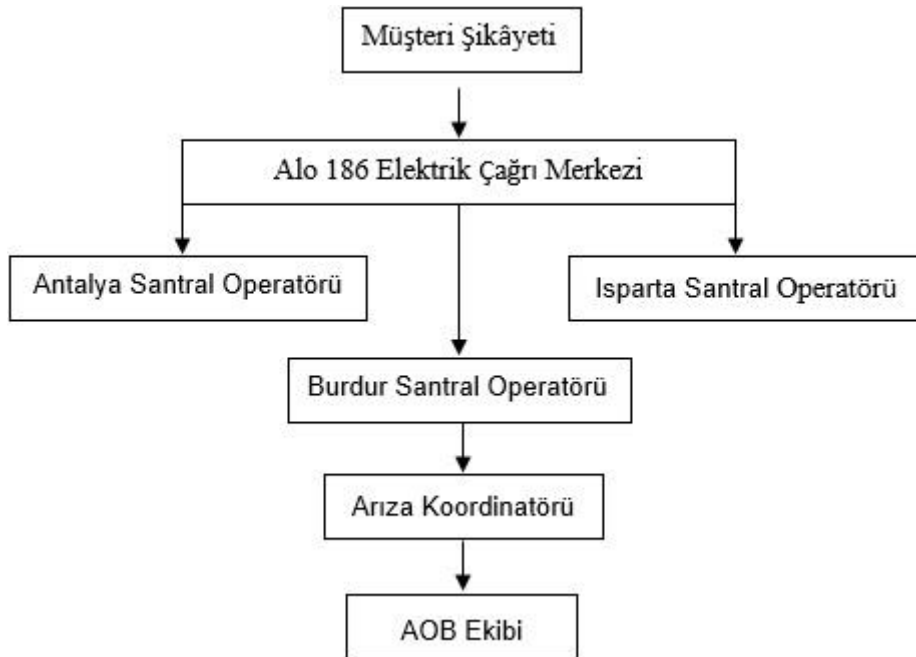 Müşteri Şikâyeti
Alo 186 Elektrik Çağrı Merkezi
Antalya Santral Operatörü
Isparta Santral Operatörü
Burdur Santral Operatörü
Arıza Koordinatörü
AOB Ekibi